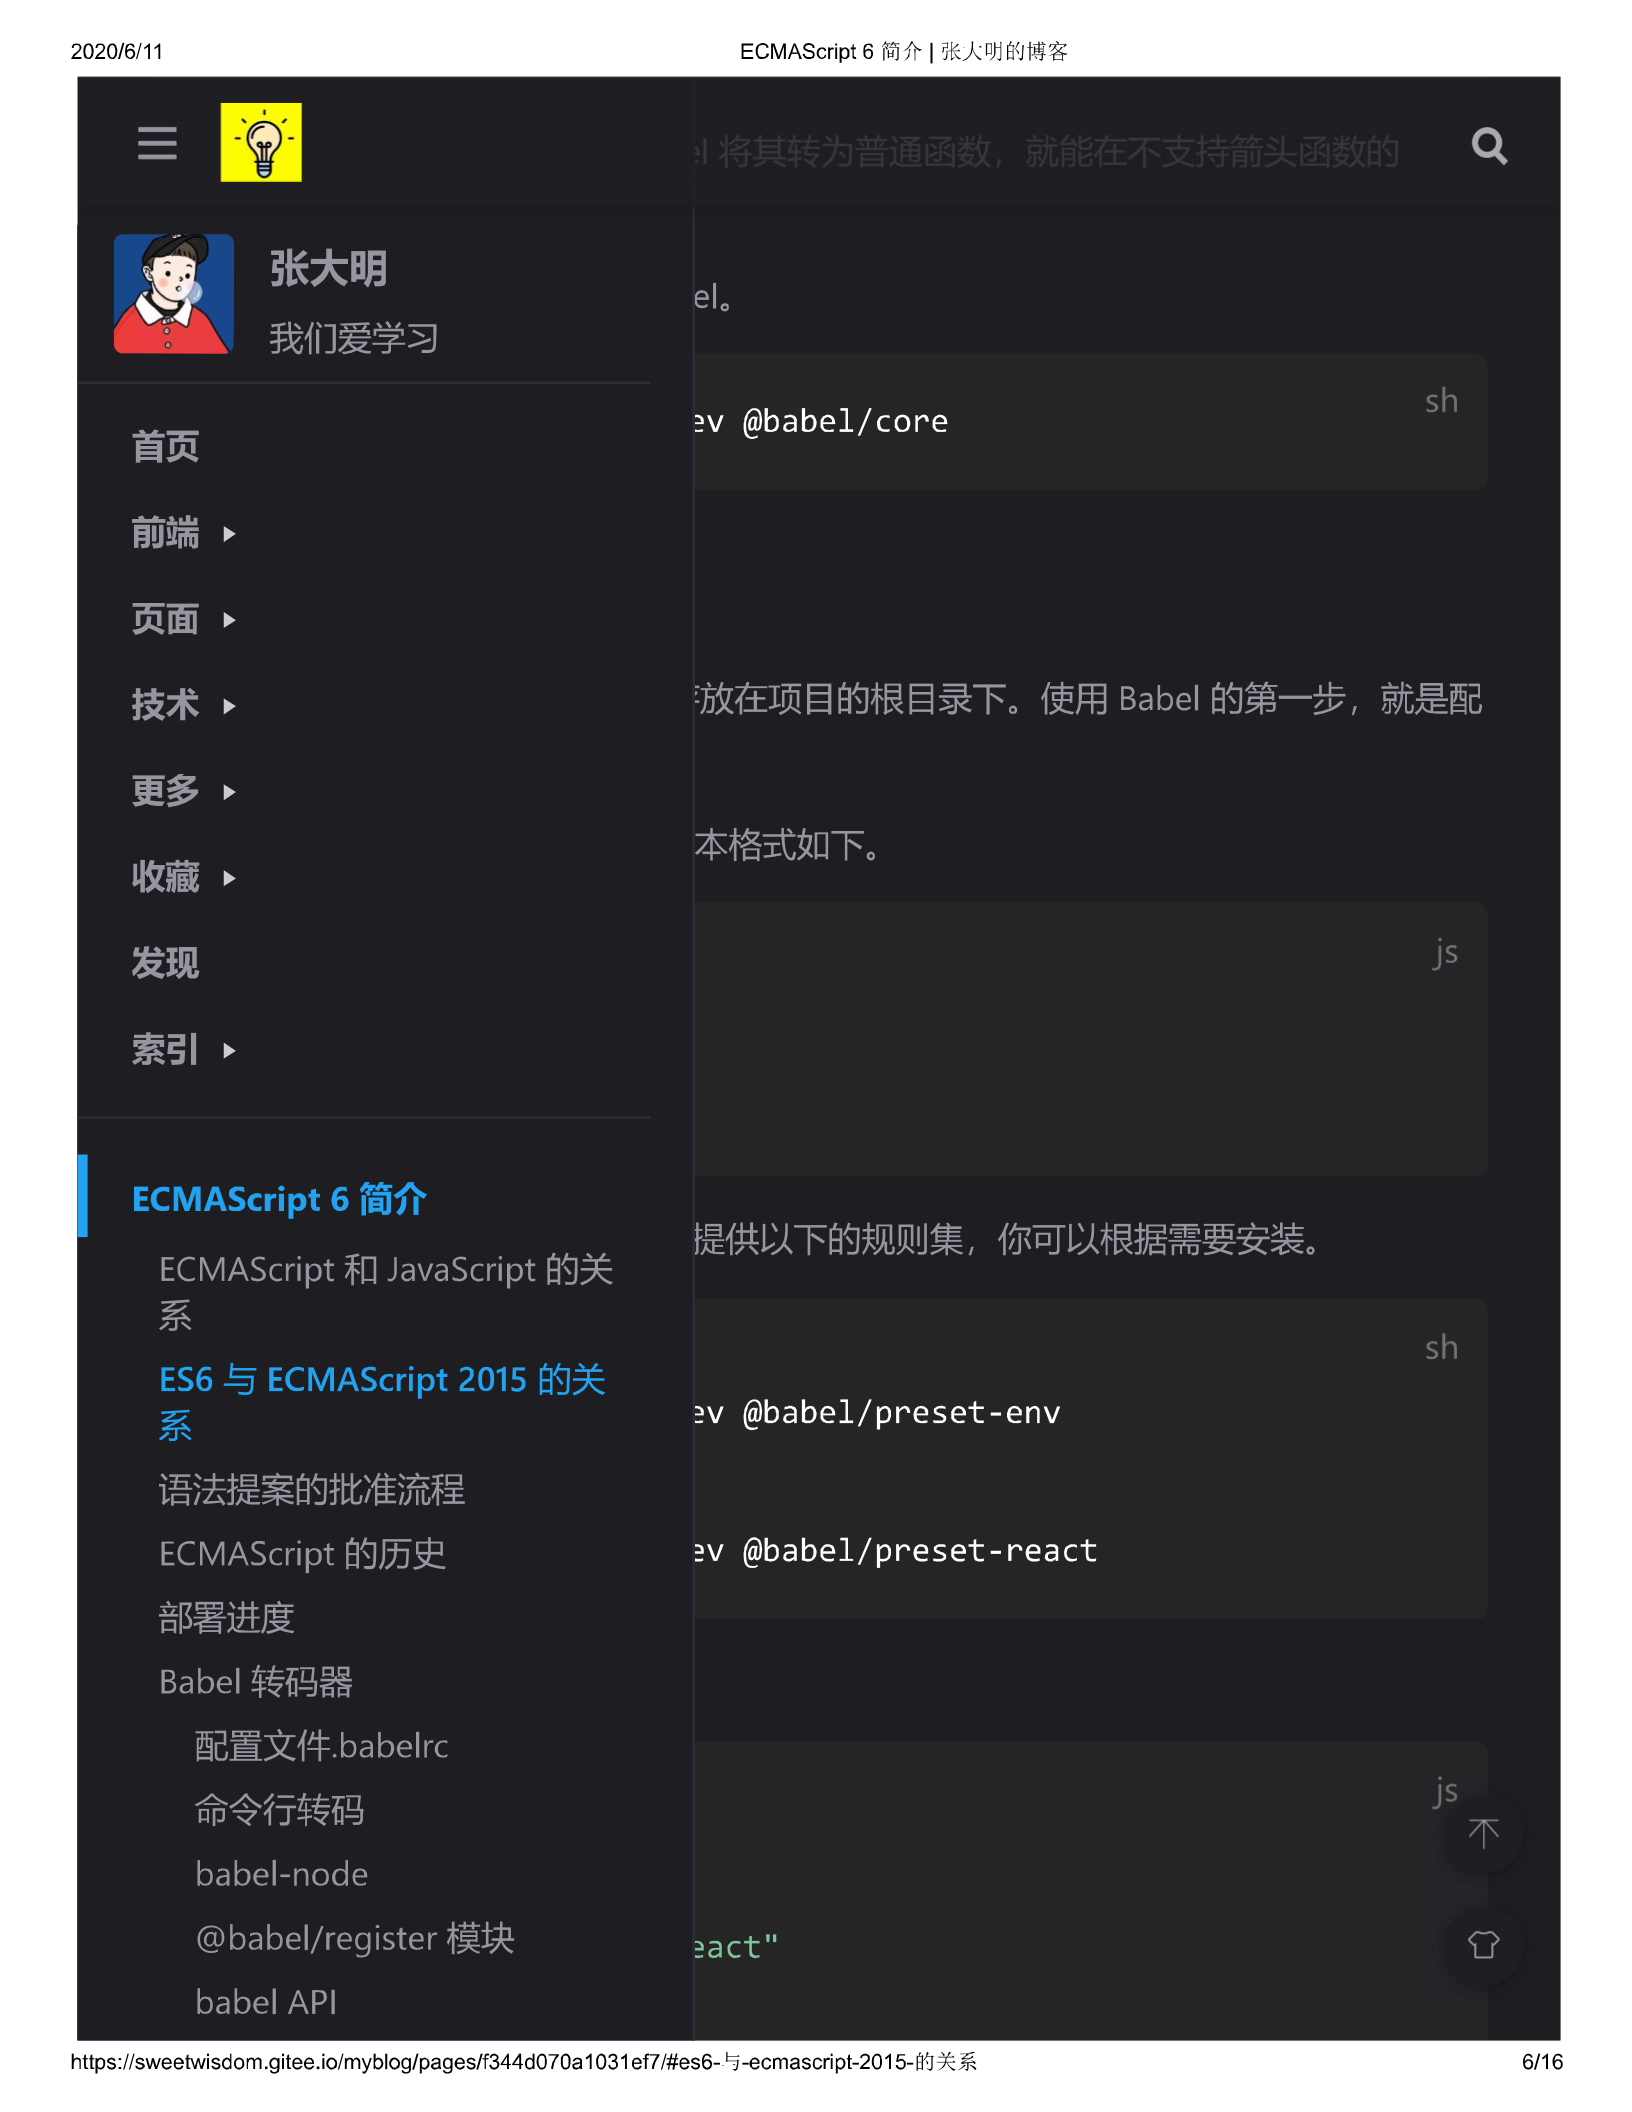 2020/6/11
ECMAScript 6 简介 | 张大明的博客
el 将其转为普通函数，就能在不支持箭头函数的
张大明
我们爱学习
首页
前端
页面
技术
更多
收藏
发现
索引
ECMAScript 6 简介
ECMAScript 和 JavaScript 的关
系
ES6 与 ECMAScript 2015 的关
系
语法提案的批准流程
ECMAScript 的历史
部署进度
Babel 转码器
配置文件.babelrc
命令行转码
babel-node
@babel/register 模块
babel API
el。
sh
ev @babel/core
放在项目的根目录下。使用 Babel 的第一步，就是配
本格式如下。
js
提供以下的规则集，你可以根据需要安装。
sh
ev @babel/preset-env
ev @babel/preset-react
js
eact"
https://sweetwisdom.gitee.io/myblog/pages/f344d070a1031ef7/#es6-与-ecmascript-2015-的关系
6/16